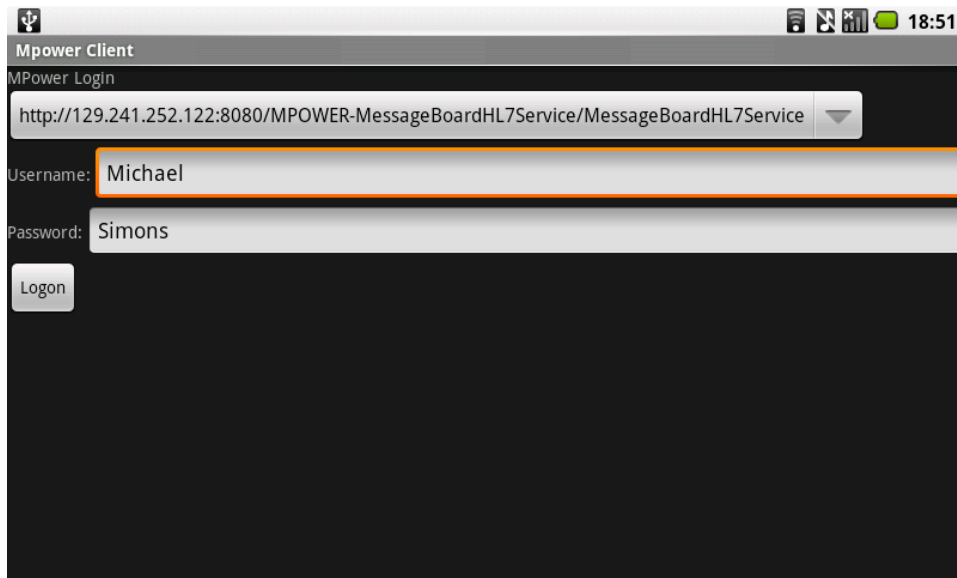 18:51
Mpower Client
MPower Login
http://129.241.252.122:8080/MPOWER-MessageBoardHL7Service/MessageBoardHL7Service
Username: Michael
Password: Simons
Logon